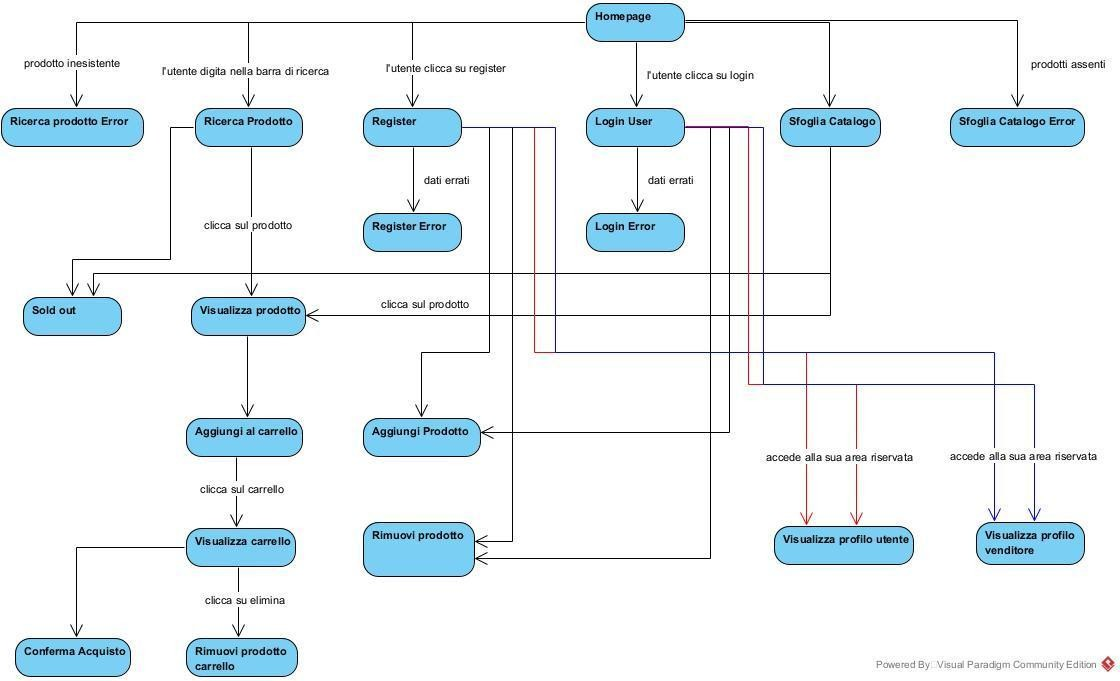 Homepage
prodotto inesistente
l'utente digita nella barra di ricerca
l'utente clicca su register
l'utente clicca su login
prodotti assenti
Ricerca prodotto Error
Ricerca Prodotto
Register
Login User
Sfoglia Catalogo
Sfoglia Catalogo Error
dati errati
dati errati
clicca sul prodotto
Register Error
Login Error
Sold out
Visualizza prodotto
clicca sul prodotto
Aggiungi al carrello
Aggiungi Prodotto
accede alla sua area riservata
accede alla sua area riservata
clicca sul carrello
Visualizza carrello
Rimuovi prodotto
Visualizza profilo utente
Visualizza profilo
venditore
clicca su elimina
Conferma Acquisto
Rimuovi prodotto
carrello
Powered By: Visual Paradigm Community Edition